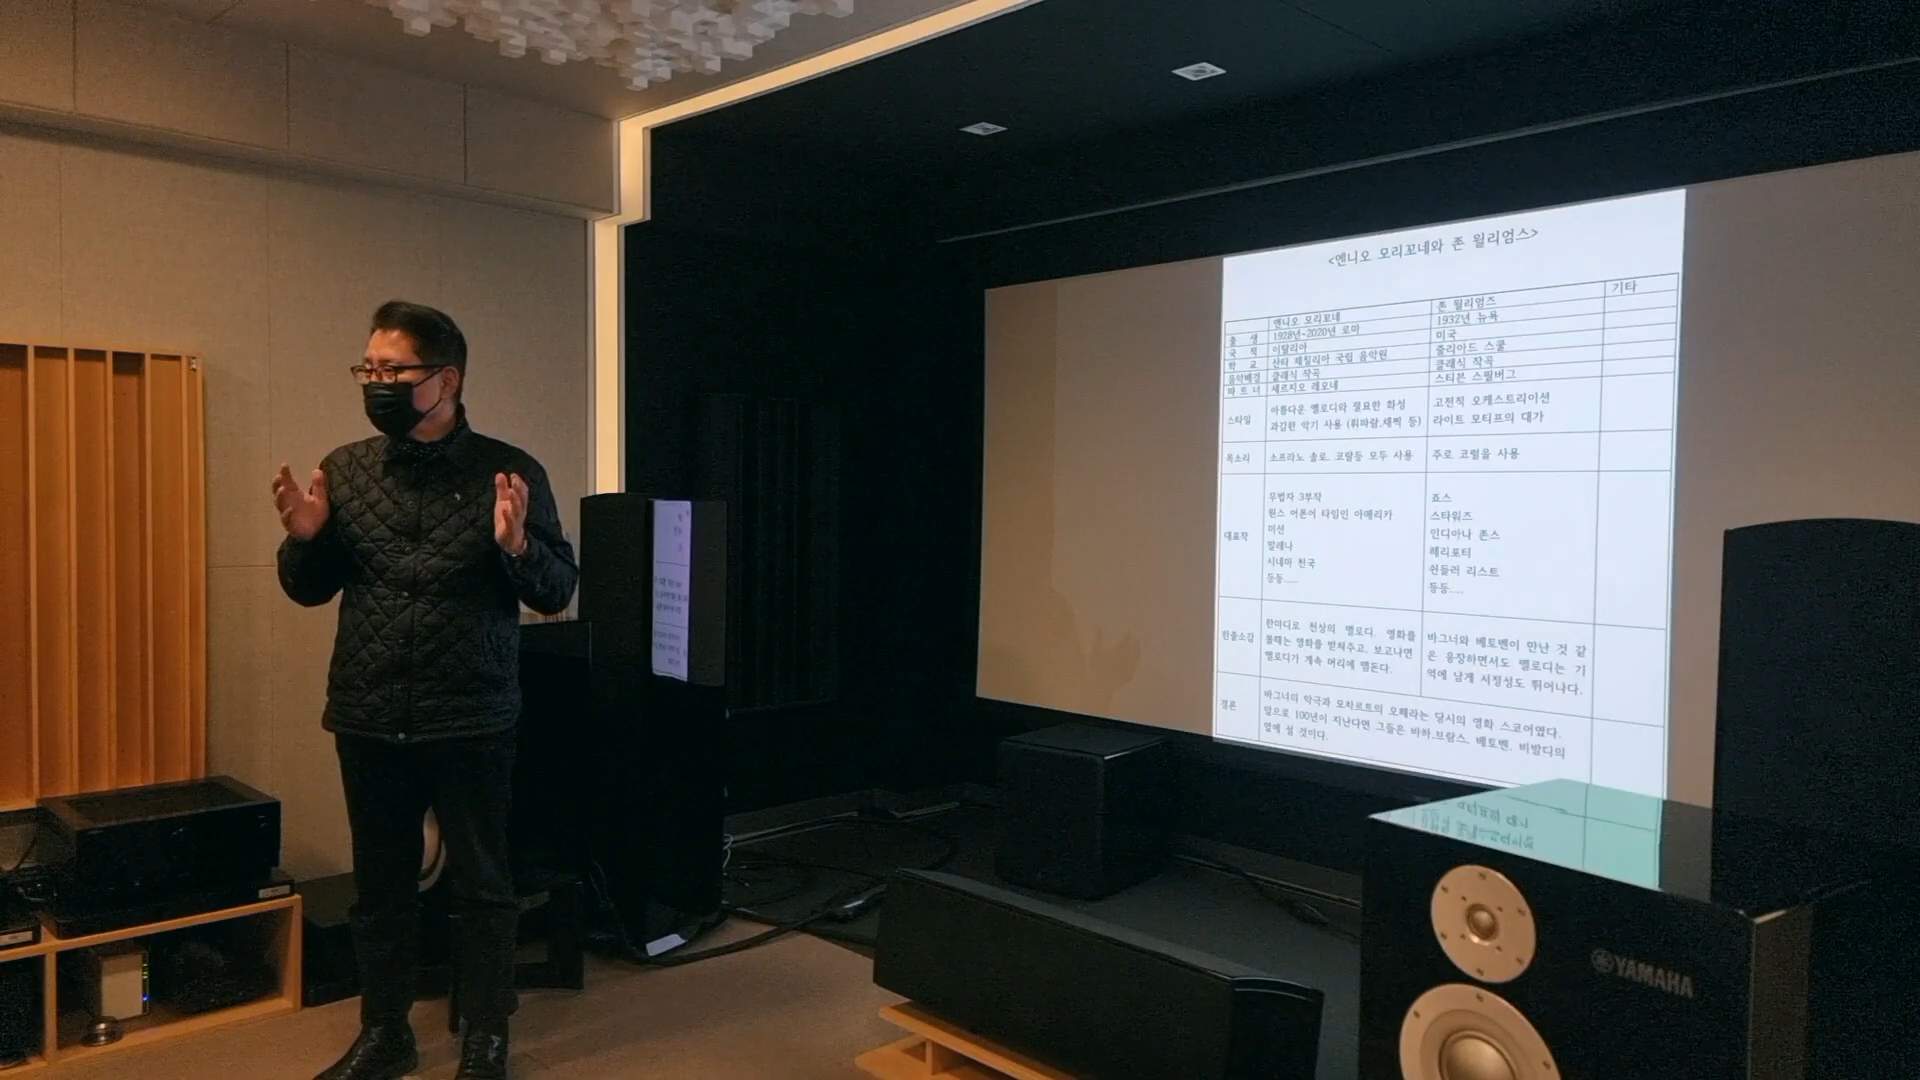 <엔니오 모리꼬네와 존 윌리엄스>
엔니오 모리꼬네 존 윌리엄즈 기타
출 생 1928년~2020년 로마 1932년 뉴욕
국 적 이탈리아 미국
학 교 산타 체칠리아 국립 음악원 줄리아드 스쿨
음악배경 클래식 작곡 클래식 작곡
파 트 너 세르지오 레오네 스티븐 스필버그
스타일
아름다운 멜로디와 절묘한 화성
과감한 악기 사용 (휘파람,채찍 등)
고전적 오케스트리이션
라이트 모티프의 대가
목소리 소프라노 솔로, 코랄등 모두 사용 주로 코럴을 사용
대표작
무법자 3부작
원스 어폰어 타임인 아메리카
미션
말레나
시네마 천국
등등.....
죠스
스타워즈
인디아나 존스
헤리포터
쉰들러 리스트
등등....
한줄소감
한마디로 천상의 멜로디. 영화를
볼때는 영화를 받쳐주고, 보고나면
멜로디가 계속 머리에 맴돈다.
바그너와 베토벤이 만난 것 같
은 웅장하면서도 멜로디는 기
억에 남게 서정성도 뛰어나다.
결론
바그너의 악극과 모차르트의 오페라는 당시의 영화 스코어였다.
앞으로 100년이 지난다면 그들은 바하,브람스, 베토벤, 비발디의
옆에 설 것이다.
YAMAHA